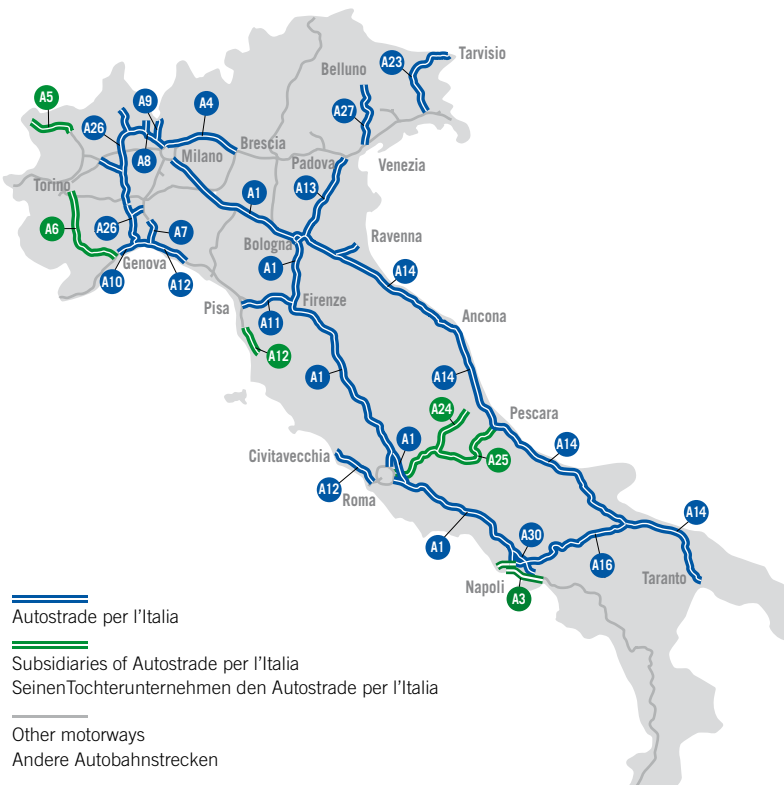 Tarvisio
A23
Belluno
A5
A9
A4
A27
A26
Brescia
A8
Milano
Padova
Venezia
Torino
A1
A13
A6
A26
A7
Ravenna
Bologna
Genova
A1
A14
A10
A12
Pisa
Firenze
A11
Ancona
A12
A1
A14
A24
Pescara
A1
A14
Civitavecchia
A25
A12
Roma
A14
A1
A30
A16
Napoli
A3
Taranto
Autostrade per l'Italia
Subsidiaries of Autostrade per l'Italia
SeinenTochterunternehmen den Autostrade per l'Italia
Other motorways
Andere Autobahnstrecken